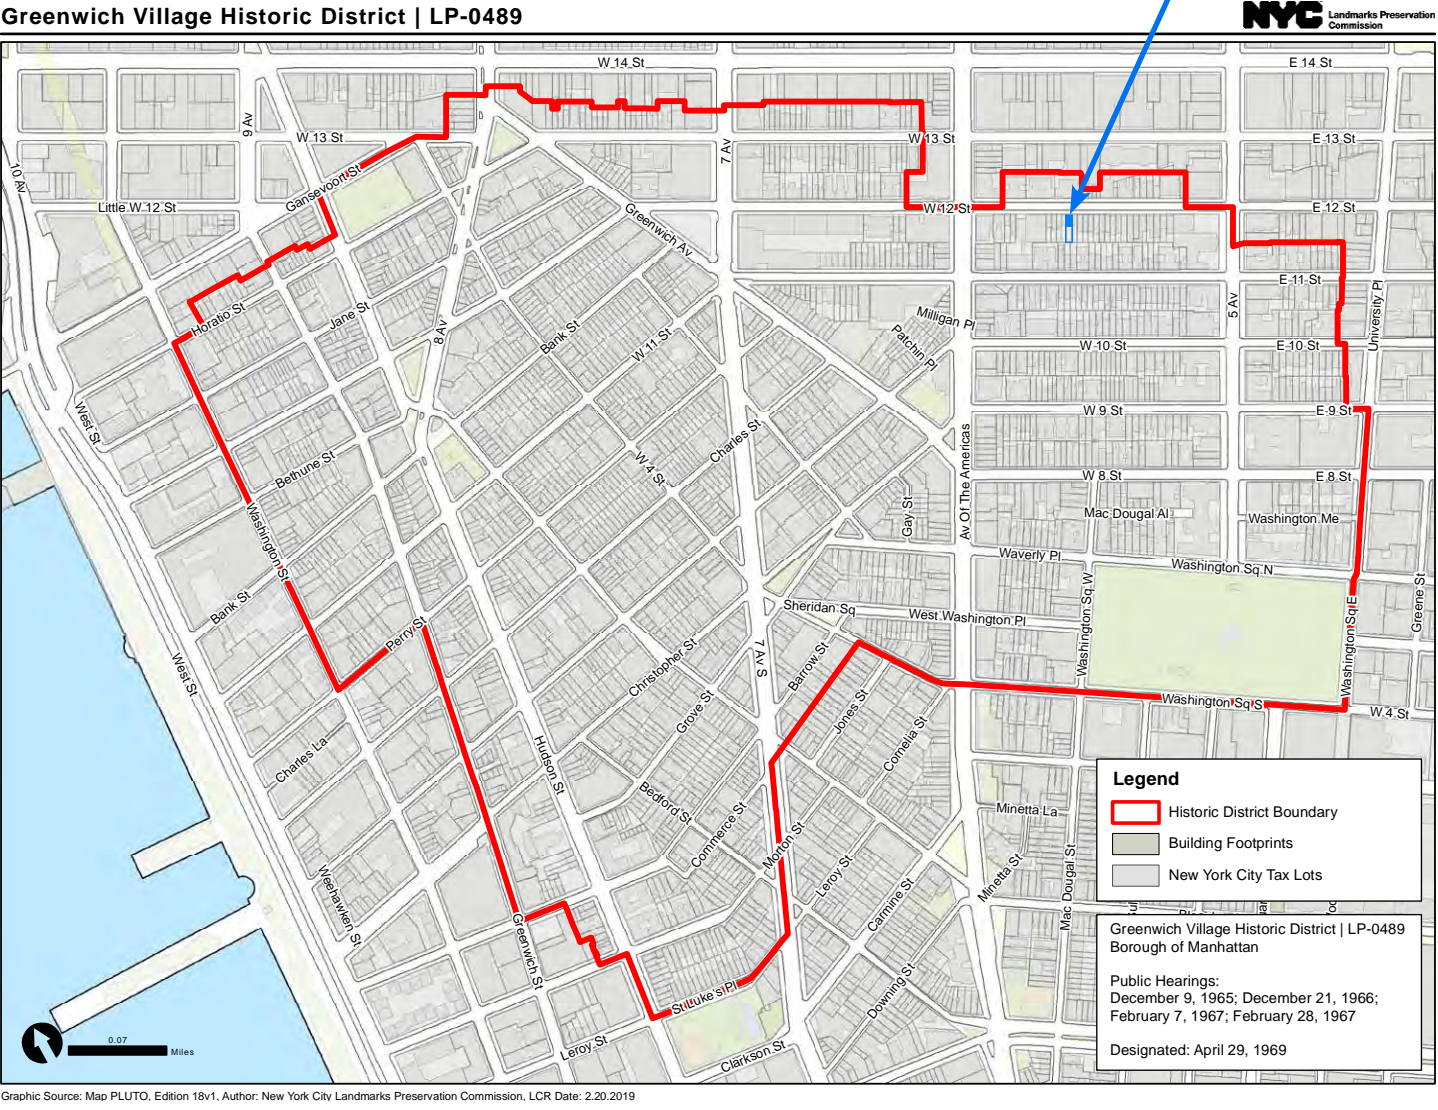 Greenwich Village Historic District | LP-0489
NYC Landmarks Preservation
Commission
W 14 St
E 14 St
9 Av
W 13 St
7 Av
W 13 St
E 13 St
10 Av
Gansevoort St
Little W 12 St
Greenwich Av
W 12 St
E 12 St
E 11 St
University Pl
5 Av
Horatio St
Jane St
8 Av
Bank St
W 11 St
Milligan Pl
Patchin Pl
W 10 St
E 10 St
West St
W 9 St
E 9 St
Charles St
Av Of The Americas
Bethune St
W 4 St
W 8 St
E 8 St
Gay St
Mac Dougal Al
Washington Me
Washington St
Waverly Pl
Washington Sq N
Bank St
Perry St
Sheridan Sq
West Washington Pl
Washington Sq W
Washington Sq E
Greene St
West St
Christopher St
7 Av S
Barrow St
Grove St
Jones St
Cornelia St
Washington Sq S
W 4 St
Charles La
Hudson St
Bedford St
Commerce St
Morton St
Minetta La
Leroy St
Minetta St
Mac Dougal St
Carmine St
Weehawken St
Greenwich St
St Luke's Pl
Downing St
Leroy St
Clarkson St
Legend
Historic District Boundary
Building Footprints
New York City Tax Lots
Greenwich Village Historic District | LP-0489
Borough of Manhattan
Public Hearings:
December 9, 1965; December 21, 1966;
February 7, 1967; February 28, 1967
Designated: April 29, 1969
0.07
Miles
Graphic Source: Map PLUTO, Edition 18v1, Author: New York City Landmarks Preservation Commission, LCR Date: 2.20.2019